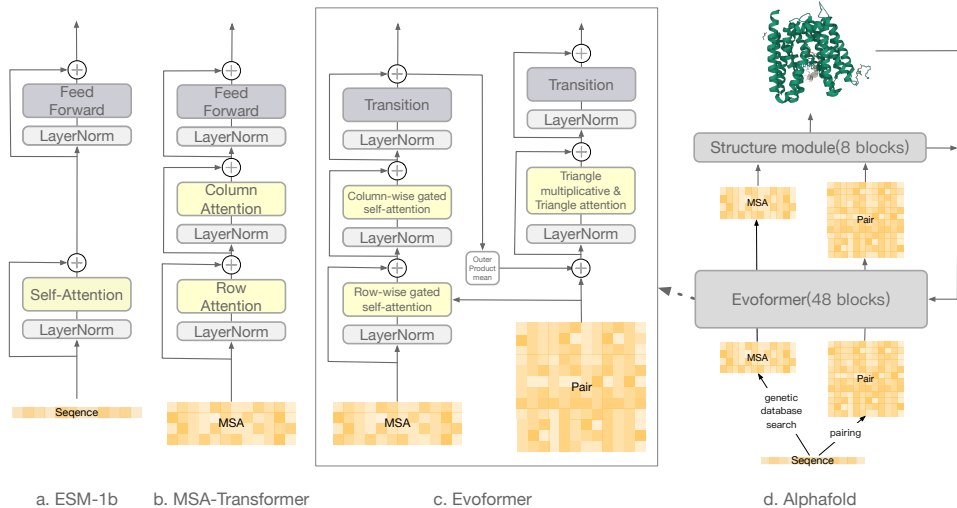 Feed
Forward
LayerNorm
Self-Attention
LayerNorm
Seqence
a. ESM-1b
Feed
Forward
LayerNorm
Column
Attention
LayerNorm
Row
Attention
LayerNorm
MSA
b. MSA-Transformer
Transition
LayerNorm
Column-wise gated
self-attention
LayerNorm
Row-wise gated
self-attention
LayerNorm
MSA
Outer
Product
mean
Transition
LayerNorm
Triangle
multiplicative &
Triangle attention
LayerNorm
Pair
c. Evoformer
Structure module(8 blocks)
MSA
Pair
Evoformer(48 blocks)
MSA
Pair
genetic
database
search
pairing
Seqence
d. Alphafold